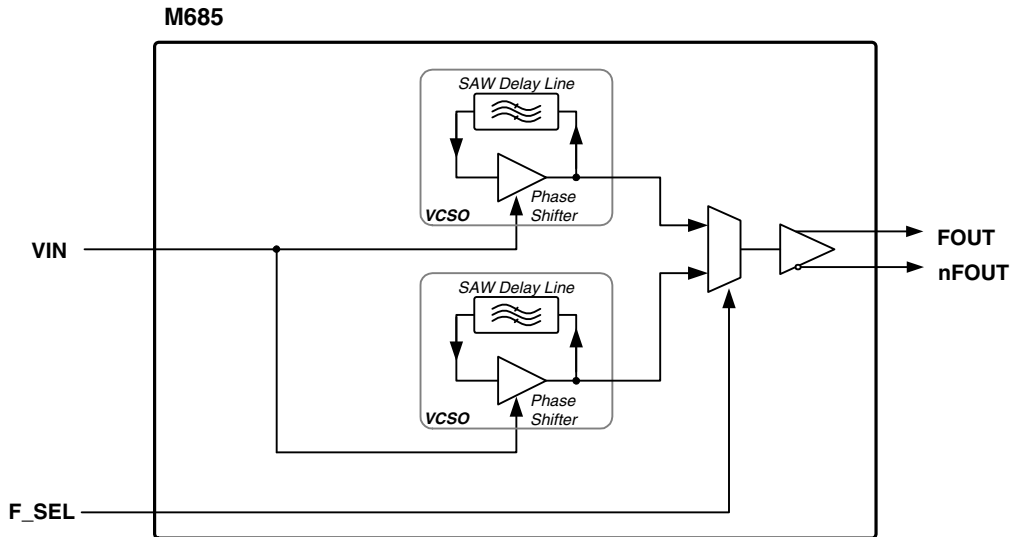 M685
SAW Delay Line
Phase
Shifter
VCSO
VIN
FOUT
nFOUT
SAW Delay Line
Phase
Shifter
VCSO
F_SEL